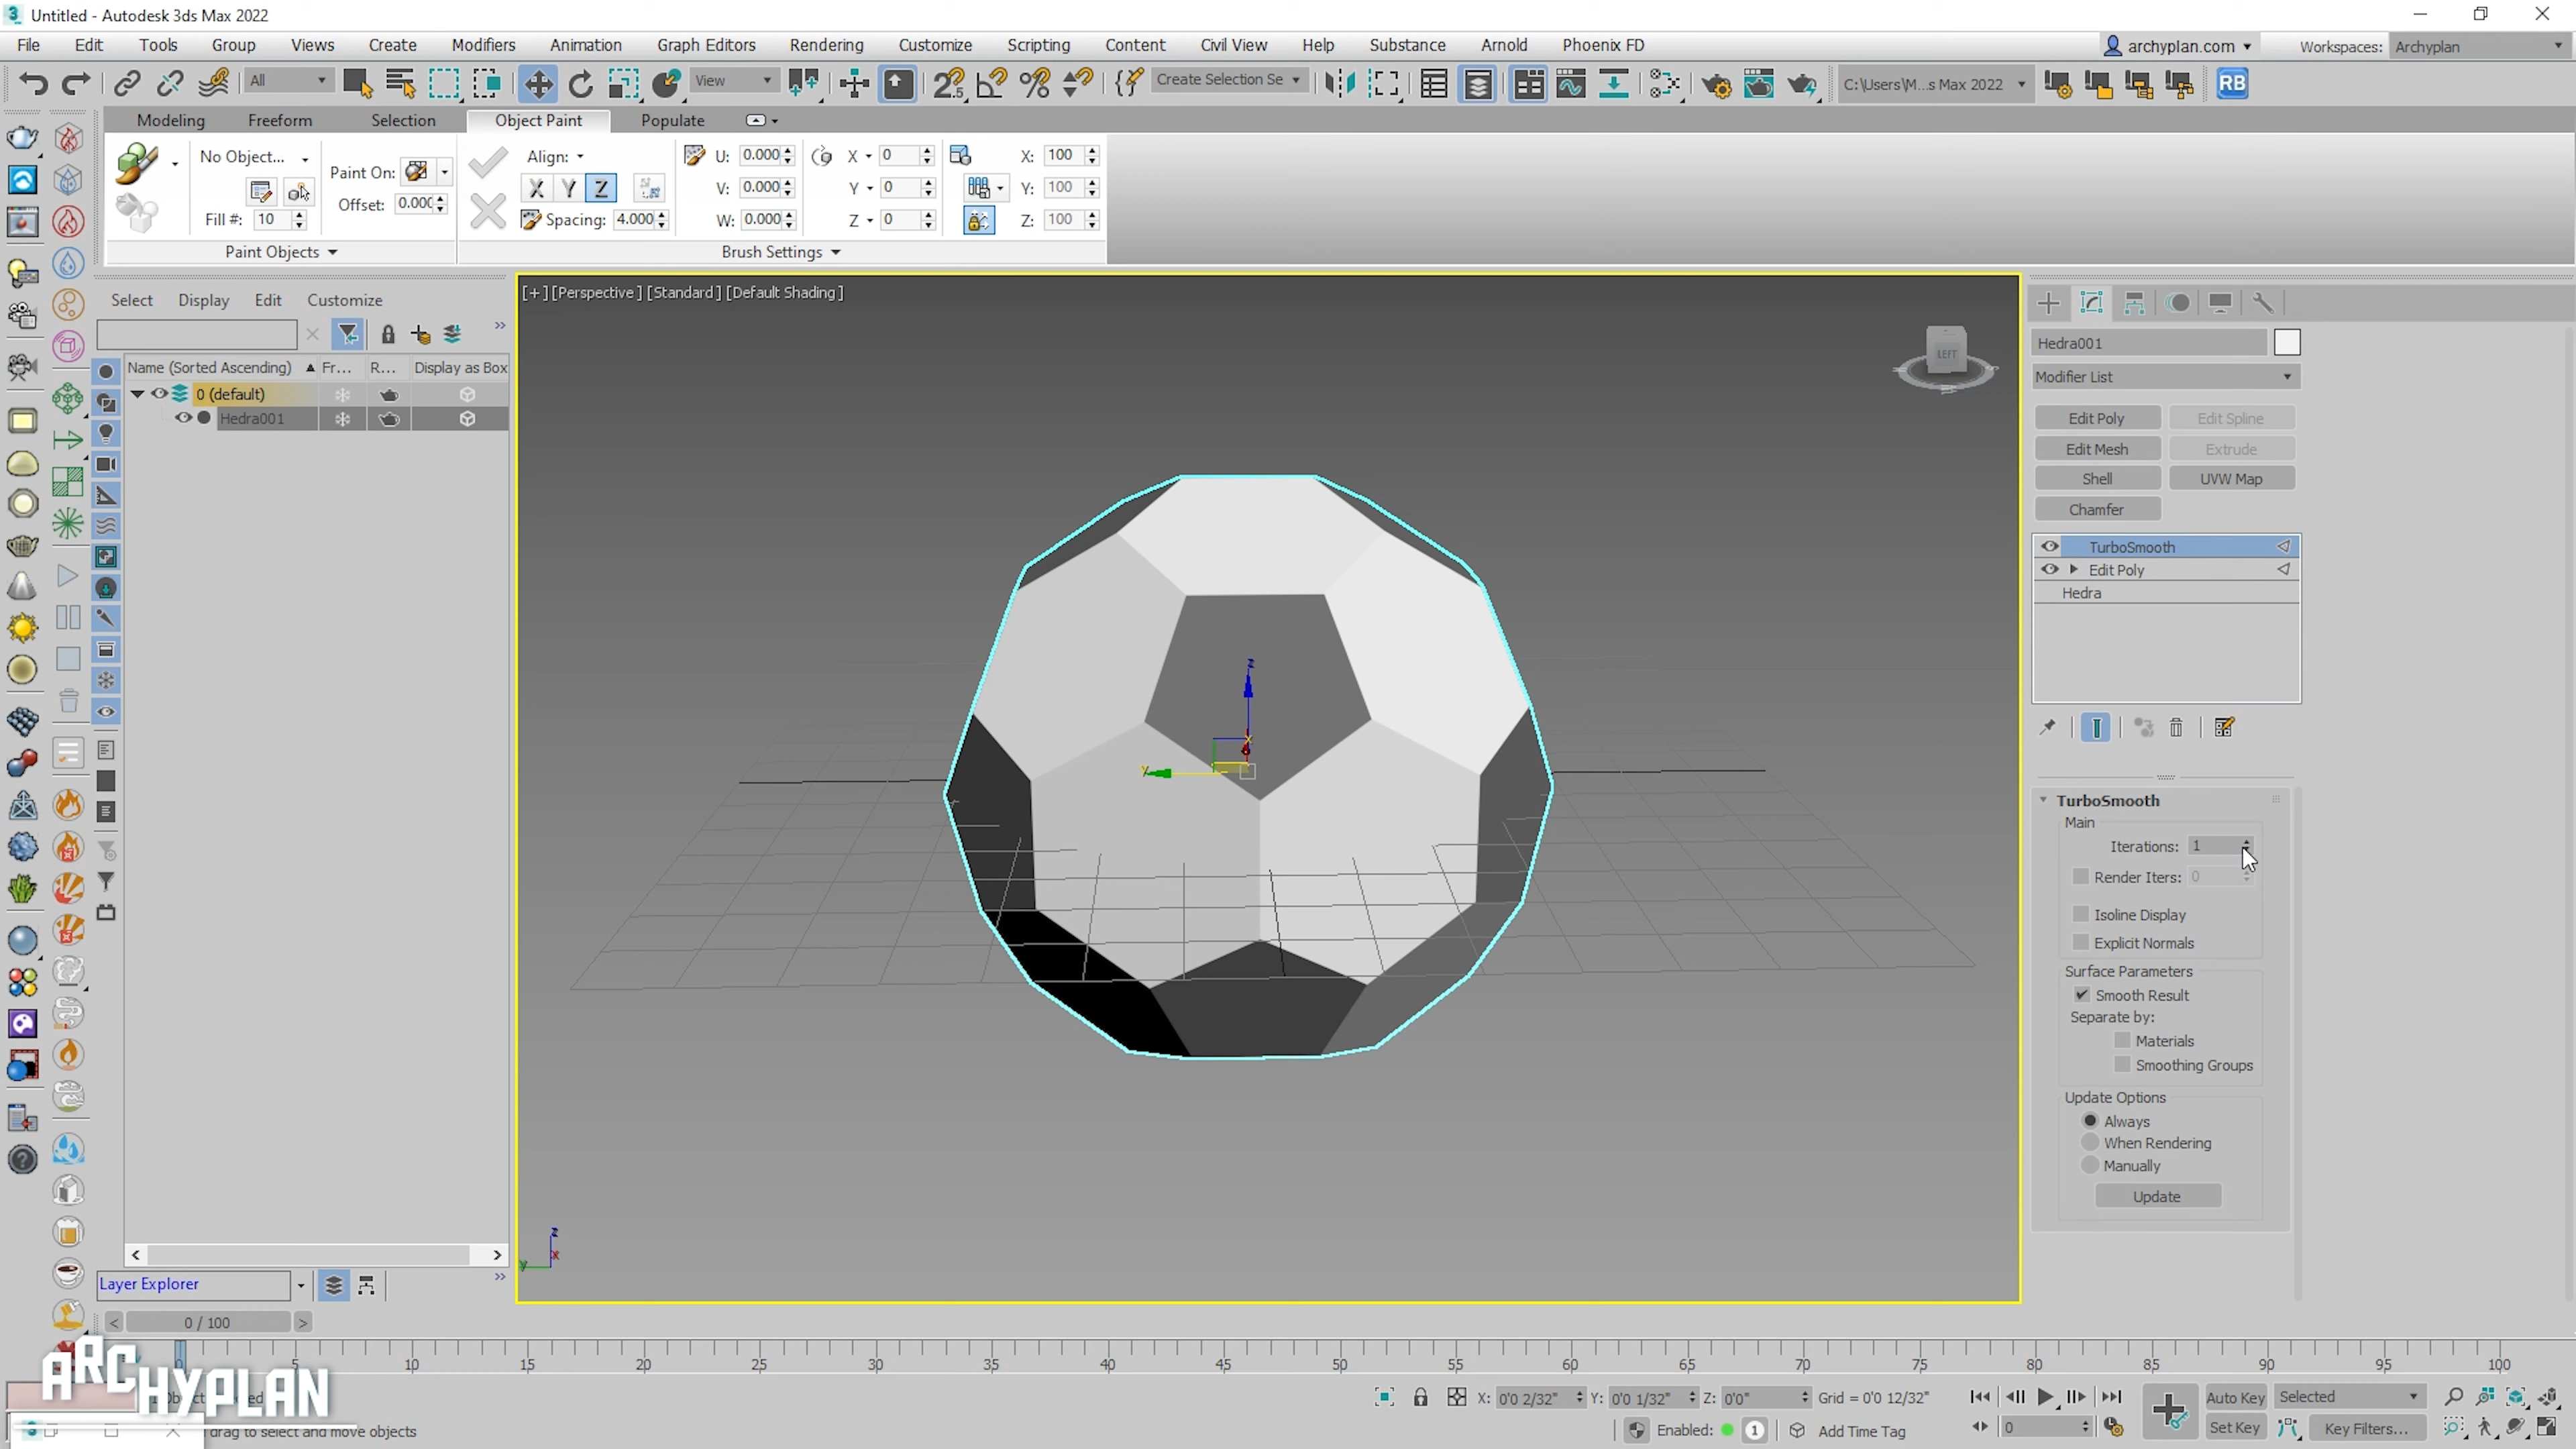 Untitled - Autodesk 3ds Max 2022
File Edit Tools Group Views Create Modifiers Animation Graph Editors Rendering Customize Scripting Content Civil View Help Substance Arnold Phoenix FD archyplan.com Workspaces: Archyplan
All View 2.5 Create Selection Se C:\Users\M...s Max 2022 RB
Modeling Freeform Selection Object Paint Populate
No Object... Paint On: Align: U: 0.000 X 0 X: 100
X Y Z V: 0.000 Y 0 Y: 100
Fill #: 10 Offset: 0.000 Spacing: 4.000 W: 0.000 Z 0 Z: 100
Paint Objects Brush Settings
Select Display Edit Customize
[+] [Perspective] [Standard] [Default Shading]
Name (Sorted Ascending) Fr... R... Display as Box
0 (default)
Hedra001
LEFT
z
y
x
Hedra001
Modifier List
Edit Poly Edit Spline
Edit Mesh Extrude
Shell UVW Map
Chamfer
TurboSmooth
Edit Poly
Hedra
TurboSmooth
Main
Iterations: 1
Render Iters: 0
Isoline Display
Explicit Normals
Surface Parameters
Smooth Result
Separate by:
Materials
Smoothing Groups
Update Options
Always
When Rendering
Manually
Update
z
x
y
Layer Explorer
< 0 / 100 >
0 5 10 15 20 25 30 35 40 45 50 55 60 65 70 75 80 85 90 95 100
ARCHYPLAN
X: 0'0 2/32" Y: 0'0 1/32" Z: 0'0" Grid = 0'0 12/32" Auto Key Selected
drag to select and move objects Enabled: 1 Add Time Tag 0 Set Key Key Filters...